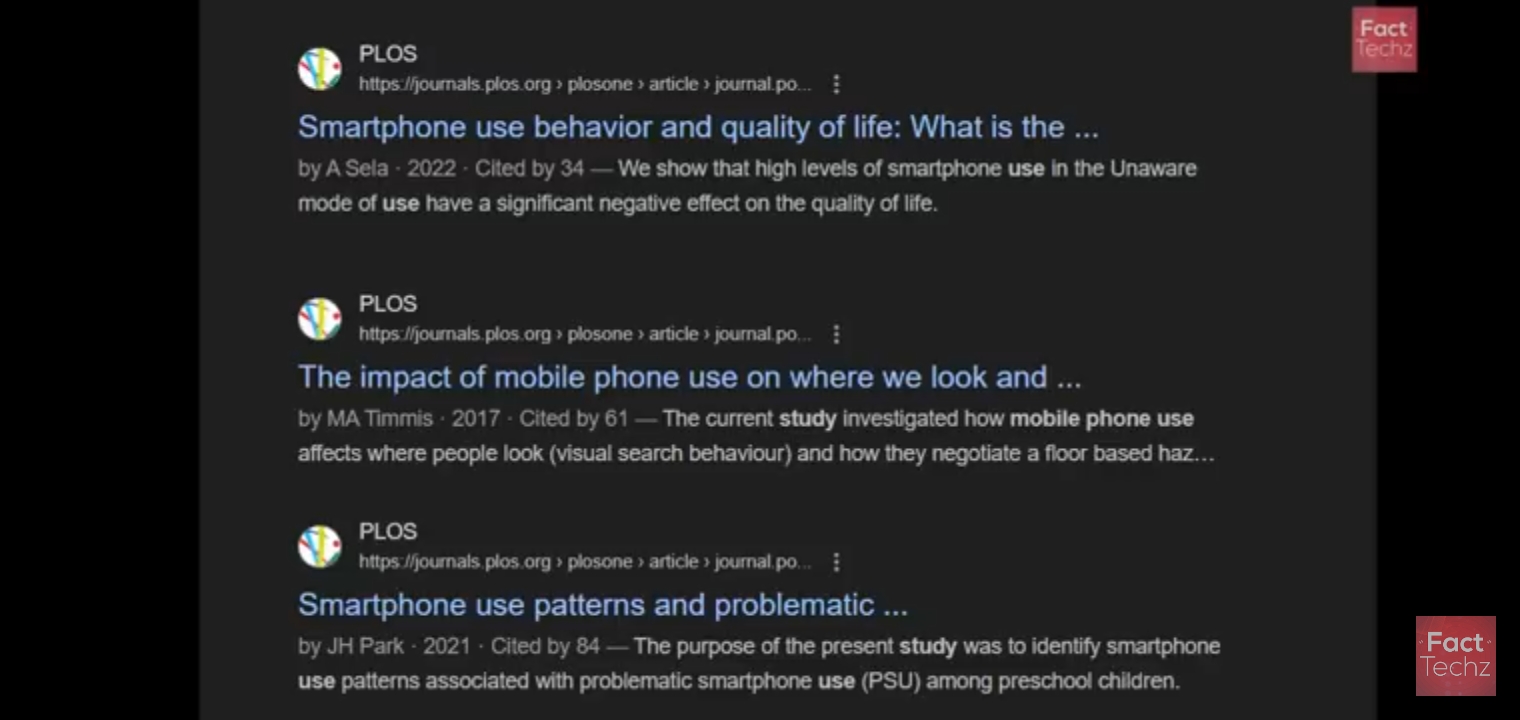 Fact
Techz
PLOS
https://journals.plos.org › plosone › article › journal.po...
Smartphone use behavior and quality of life: What is the ...
by A Sela · 2022 · Cited by 34 — We show that high levels of smartphone use in the Unaware
mode of use have a significant negative effect on the quality of life.
PLOS
https://journals.plos.org › plosone › article › journal.po...
The impact of mobile phone use on where we look and ...
by MA Timmis · 2017 · Cited by 61 — The current study investigated how mobile phone use
affects where people look (visual search behaviour) and how they negotiate a floor based haz...
PLOS
https://journals.plos.org › plosone › article › journal.po...
Smartphone use patterns and problematic ...
by JH Park · 2021 · Cited by 84 — The purpose of the present study was to identify smartphone
use patterns associated with problematic smartphone use (PSU) among preschool children.
Fact
Techz